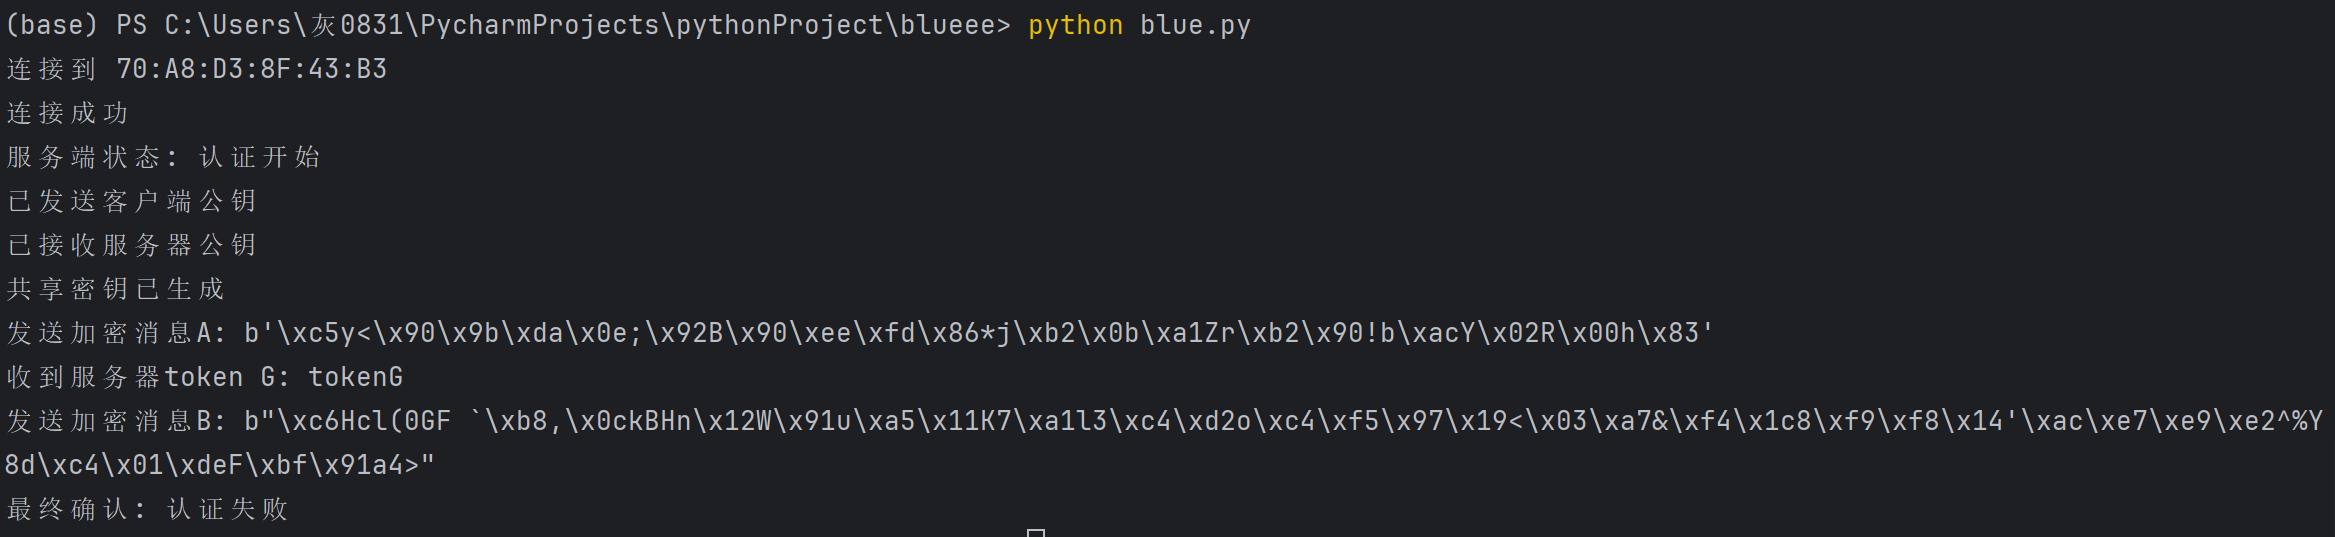 (base) PS C:\Users\灰0831\PycharmProjects\pythonProject\blueee> python blue.py
连接到 70:A8:D3:8F:43:B3
连接成功
服务端状态: 认证开始
已发送客户端公钥
已接收服务器公钥
共享密钥已生成
发送加密消息A: b'\xc5y<\x90\x9b\xda\x0e;\x92B\x90\xee\xfd\x86*j\xb2\x0b\xa1Zr\xb2\x90!b\xacY\x02R\x00h\x83'
收到服务器token G: tokenG
发送加密消息B: b"\xc6Hcl(0GF `\xb8,\x0ckBHn\x12W\x91u\xa5\x11K7\xa1l3\xc4\xd2o\xc4\xf5\x97\x19<\x03\xa7&\xf4\x1c8\xf9\xf8\x14'\xac\xe7\xe9\xe2^%Y
8d\xc4\x01\xdeF\xbf\x91a4>"
最终确认: 认证失败